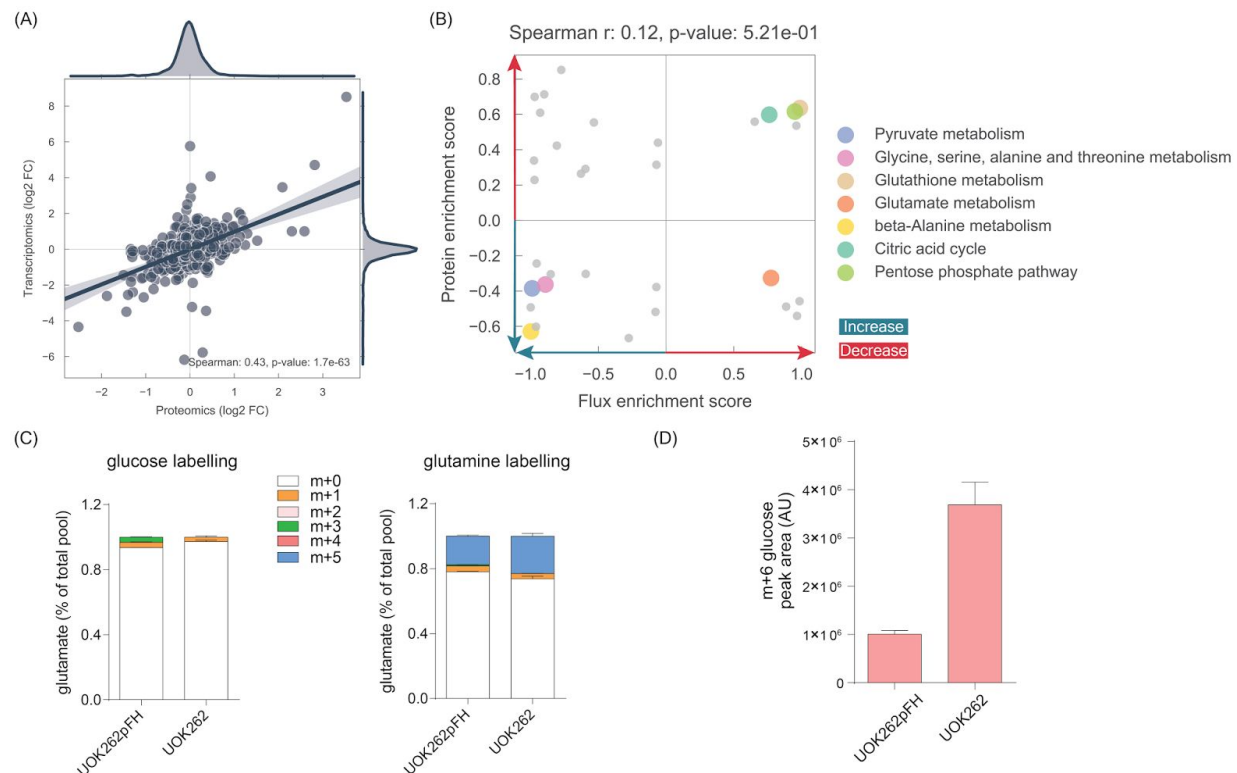 (A)
8
6
4
2
0
−2
−4
−6
Transcriptomics (log2 FC)
Spearman: 0.43, p-value: 1.7e-63
−2
−1
0
1
2
3
Proteomics (log2 FC)
(B)
Spearman r: 0.12, p-value: 5.21e-01
0.8
0.6
0.4
0.2
0.0
−0.2
−0.4
−0.6
Protein enrichment score
−1.0
−0.5
0.0
0.5
1.0
Flux enrichment score
Pyruvate metabolism
Glycine, serine, alanine and threonine metabolism
Glutathione metabolism
Glutamate metabolism
beta-Alanine metabolism
Citric acid cycle
Pentose phosphate pathway
Increase
Decrease
(C)
glucose labelling
1.2
0.8
0.4
0.0
glutamate (% of total pool)
UOK262pFH
UOK262
m+0
m+1
m+2
m+3
m+4
m+5
glutamine labelling
1.2
0.8
0.4
0.0
glutamate (% of total pool)
UOK262pFH
UOK262
(D)
5×10⁶
4×10⁶
3×10⁶
2×10⁶
1×10⁶
0
m+6 glucose
peak area (AU)
UOK262pFH
UOK262